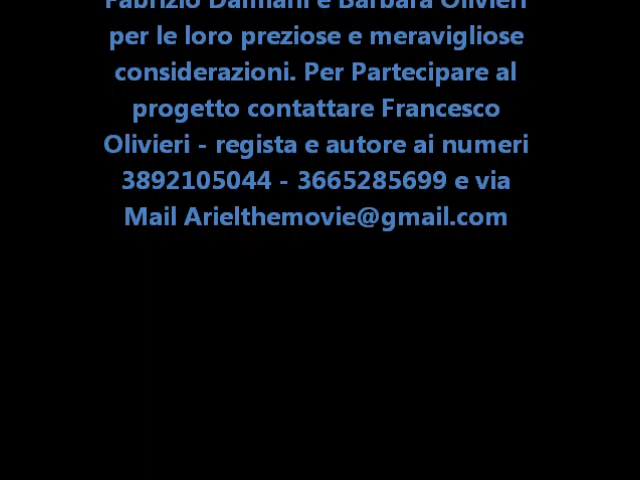 Fabrizio Damiani e Barbara Olivieri
per le loro preziose e meravigliose
considerazioni. Per Partecipare al
progetto contattare Francesco
Olivieri - regista e autore ai numeri
3892105044 - 3665285699 e via
Mail Arielthemovie@gmail.com